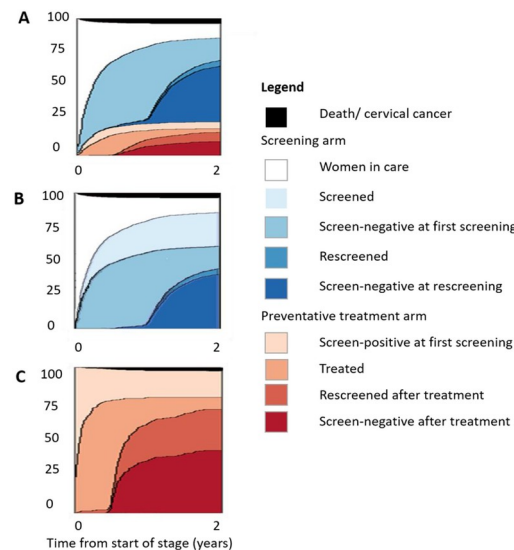 A
100
75
50
25
0
0
2
B
100
75
50
25
0
0
2
C
100
75
50
25
0
0
2
Time from start of stage (years)
Legend
Death/ cervical cancer
Screening arm
Women in care
Screened
Screen-negative at first screening
Rescreened
Screen-negative at rescreening
Preventative treatment arm
Screen-positive at first screening
Treated
Rescreened after treatment
Screen-negative after treatment